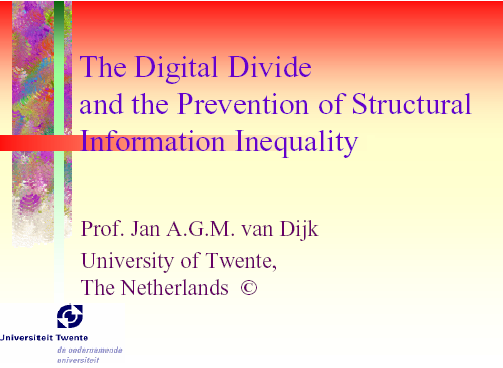 The Digital Divide
and the Prevention of Structural
Information Inequality
Prof. Jan A.G.M. van Dijk
University of Twente,
The Netherlands ©
Universiteit Twente
de ondernemende
universiteit